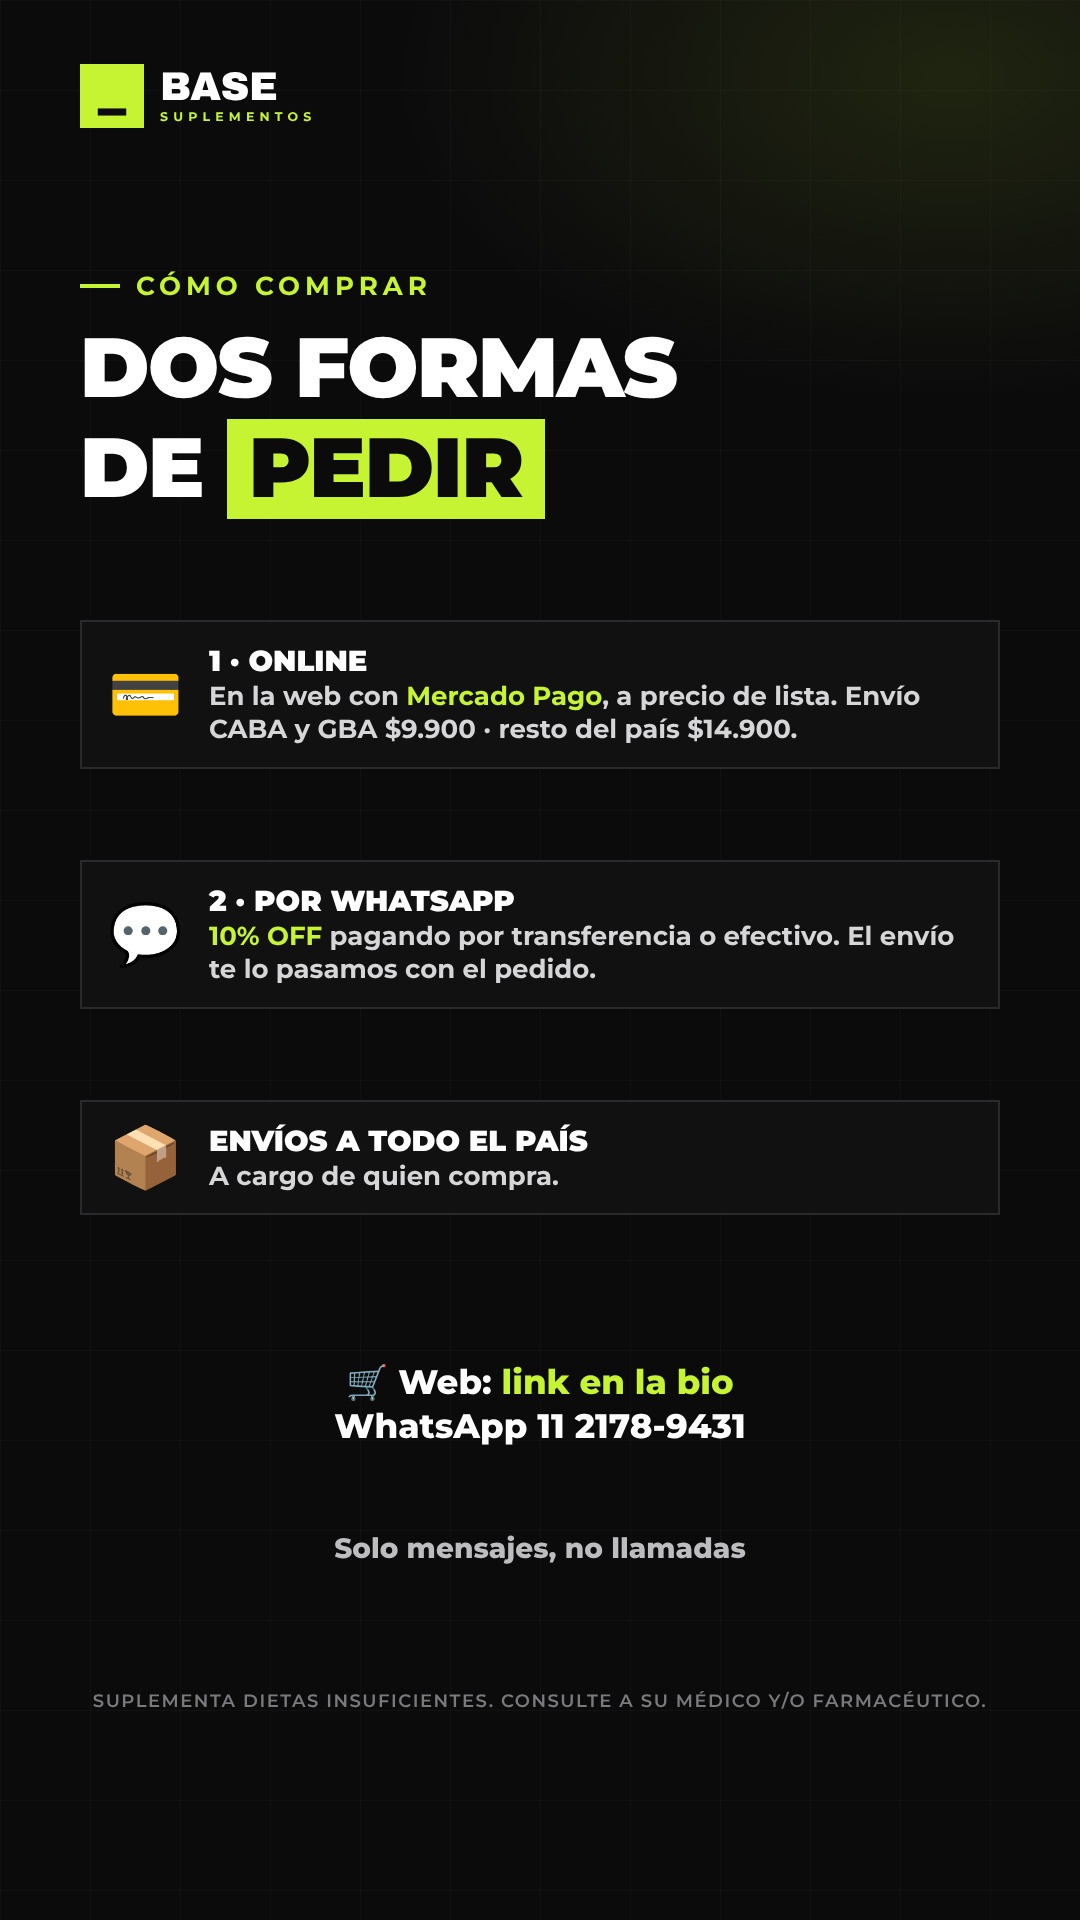 BASE
SUPLEMENTOS
CÓMO COMPRAR
DOS FORMAS
DE PEDIR
1 · ONLINE
En la web con Mercado Pago, a precio de lista. Envío
CABA y GBA $9.900 · resto del país $14.900.
2 · POR WHATSAPP
10% OFF pagando por transferencia o efectivo. El envío
te lo pasamos con el pedido.
ENVÍOS A TODO EL PAÍS
A cargo de quien compra.
🛒 Web: link en la bio
WhatsApp 11 2178-9431
Solo mensajes, no llamadas
SUPLEMENTA DIETAS INSUFICIENTES. CONSULTE A SU MÉDICO Y/O FARMACÉUTICO.